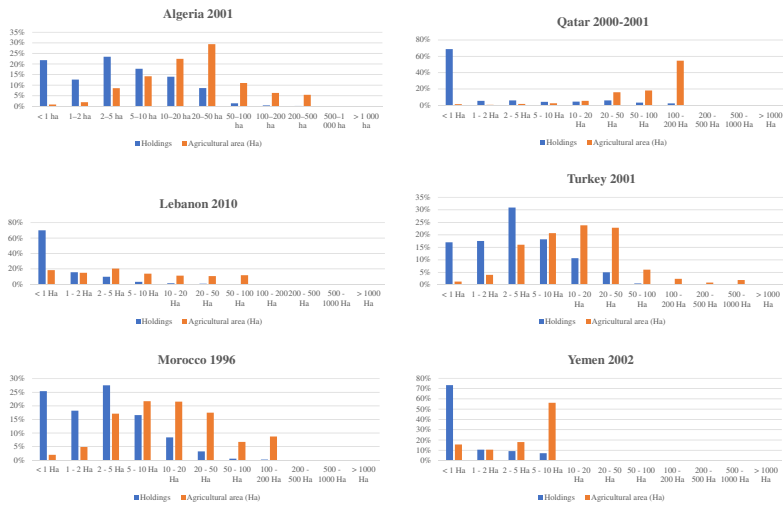 Algeria 2001
35%
30%
25%
20%
15%
10%
5%
0%
< 1 ha 1–2 ha 2–5 ha 5–10 ha 10–20 ha 20–50 ha 50–100 100–200 200–500 500–1 > 1 000
ha ha ha 000 ha ha
Holdings Agricultural area (Ha)
Qatar 2000-2001
80%
60%
40%
20%
0%
< 1 Ha 1 - 2 Ha 2 - 5 Ha 5 - 10 Ha 10 - 20 20 - 50 50 - 100 100 - 200 - 500 - > 1000
Ha Ha Ha 200 Ha 500 Ha 1000 Ha Ha
Holdings Agricultural area (Ha)
Lebanon 2010
80%
60%
40%
20%
0%
< 1 Ha 1 - 2 Ha 2 - 5 Ha 5 - 10 Ha 10 - 20 20 - 50 50 - 100 100 - 200 200 - 500 500 - > 1000
Ha Ha Ha Ha Ha 1000 Ha Ha
Holdings Agricultural area (Ha)
Turkey 2001
35%
30%
25%
20%
15%
10%
5%
0%
< 1 Ha 1 - 2 Ha 2 - 5 Ha 5 - 10 Ha 10 - 20 20 - 50 50 - 100 100 - 200 - 500 - > 1000
Ha Ha Ha 200 Ha 500 Ha 1000 Ha Ha
Holdings Agricultural area (Ha)
Morocco 1996
30%
25%
20%
15%
10%
5%
0%
< 1 Ha 1 - 2 Ha 2 - 5 Ha 5 - 10 Ha 10 - 20 20 - 50 50 - 100 100 - 200 - 500 - > 1000
Ha Ha Ha 200 Ha 500 Ha 1000 Ha Ha
Holdings Agricultural area (Ha)
Yemen 2002
80%
70%
60%
50%
40%
30%
20%
10%
0%
< 1 Ha 1 - 2 Ha 2 - 5 Ha 5 - 10 Ha 10 - 20 20 - 50 50 - 100 100 - 200 - 500 - > 1000
Ha Ha Ha 200 Ha 500 Ha 1000 Ha Ha
Holdings Agricultural area (Ha)